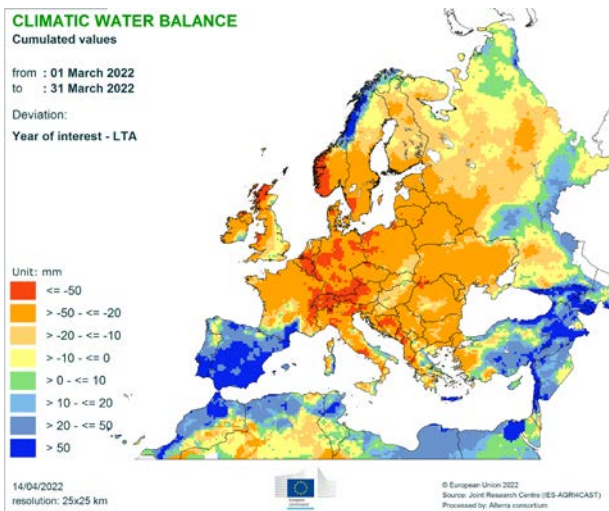 CLIMATIC WATER BALANCE
Cumulated values
from : 01 March 2022
to : 31 March 2022
Deviation:
Year of interest - LTA
Unit: mm
<= -50
> -50 - <= -20
> -20 - <= -10
> -10 - <= 0
> 0 - <= 10
> 10 - <= 20
> 20 - <= 50
> 50
14/04/2022
resolution: 25x25 km
© European Union 2022
Source: Joint Research Centre (IES-AGRI4CAST)
Processed by: Alterra consortium